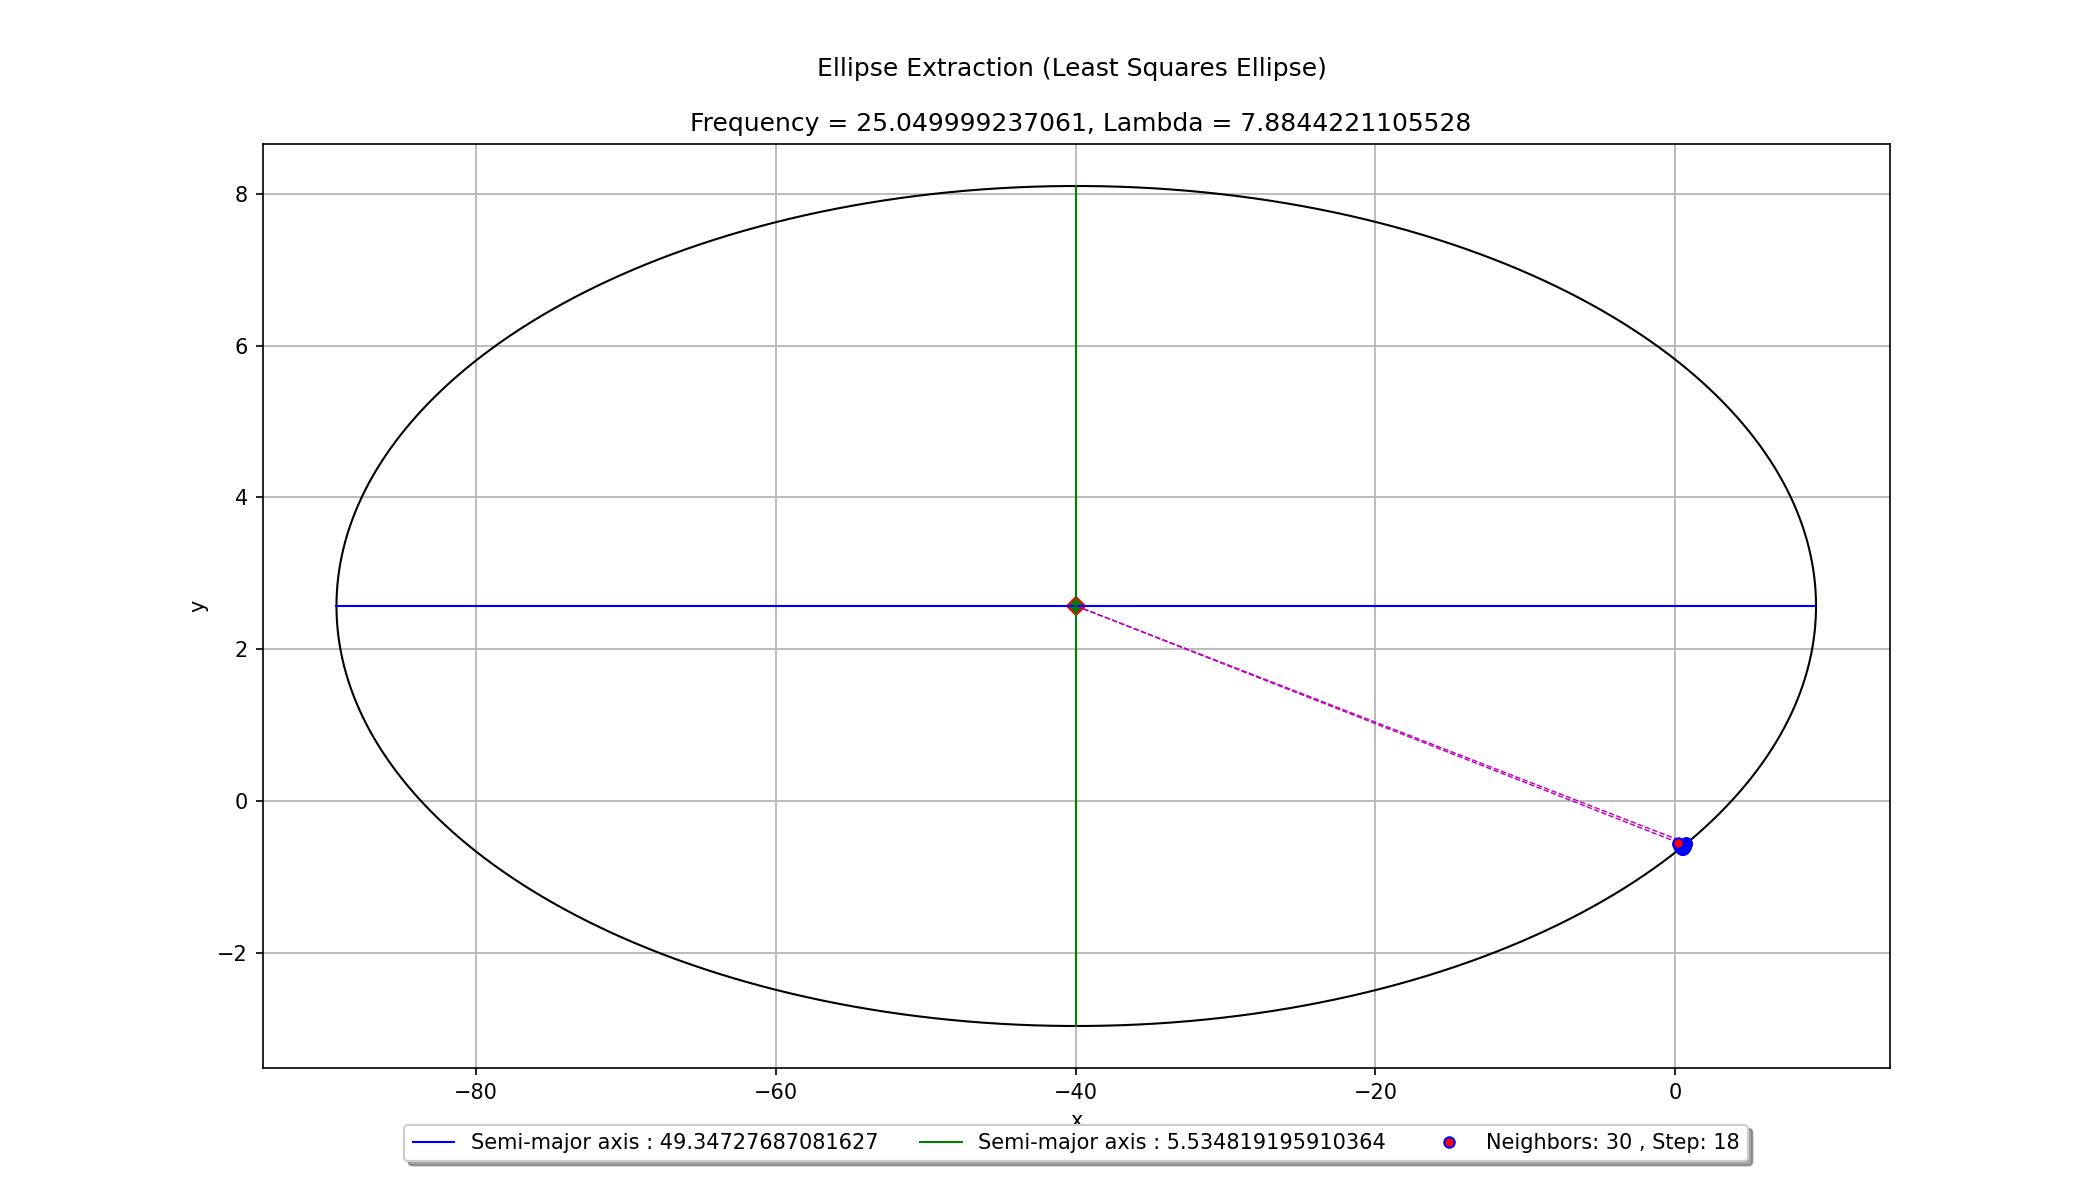 Ellipse Extraction (Least Squares Ellipse)
Frequency = 25.049999237061, Lambda = 7.8844221105528
8
6
4
2
0
−2
y
−80
−60
−40
−20
0
x
Semi-major axis : 49.34727687081627
Semi-major axis : 5.534819195910364
Neighbors: 30 , Step: 18